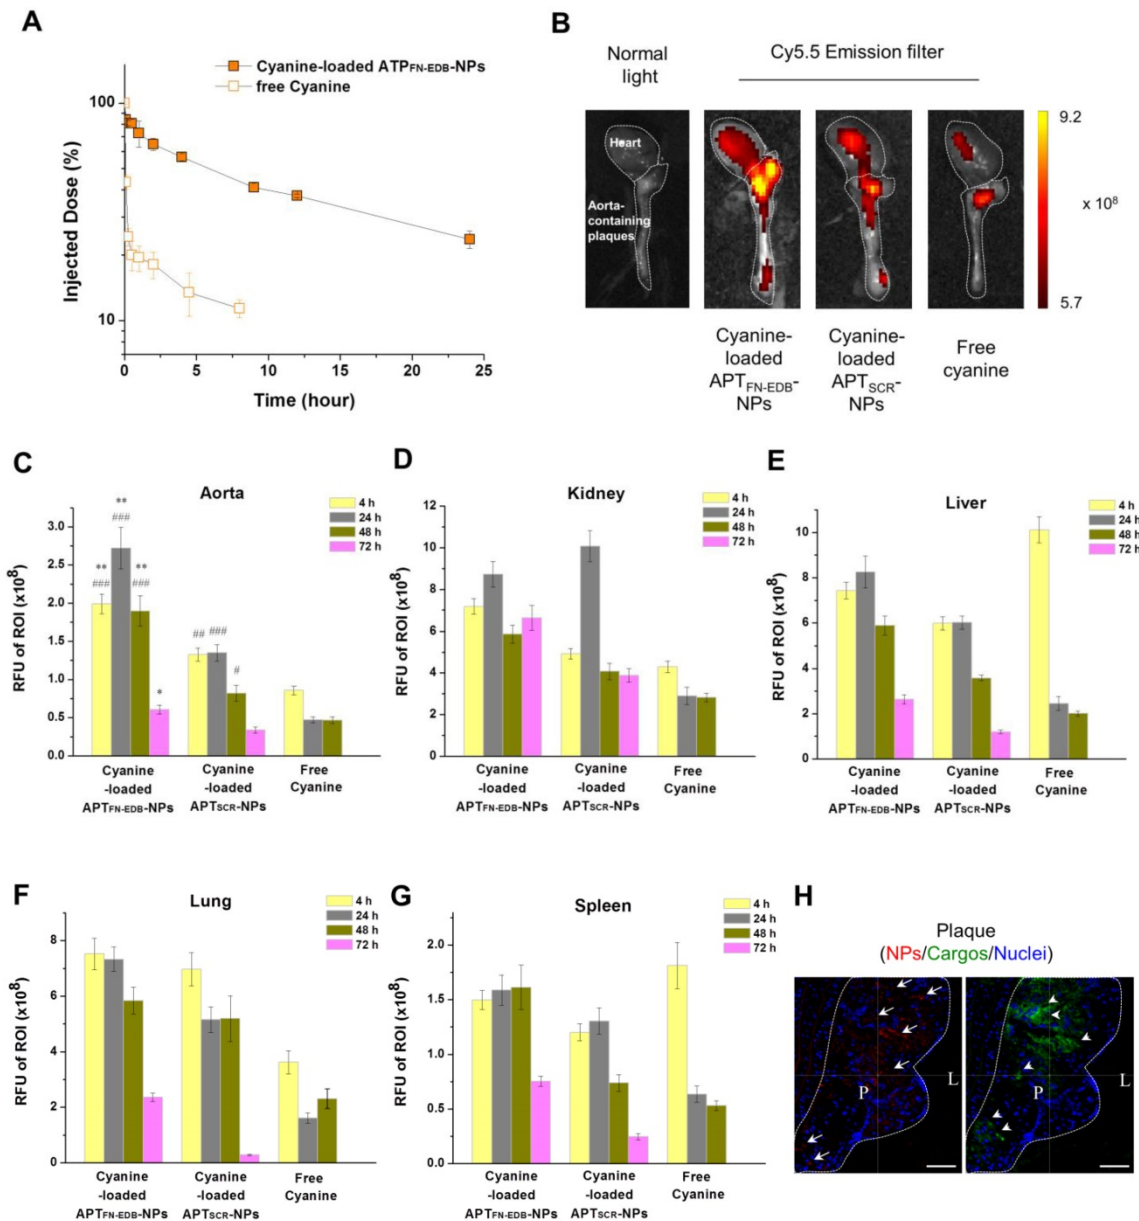 A
Cyanine-loaded ATPFN-EDB-NPs
free Cyanine
100
10
Injected Dose (%)
0 5 10 15 20 25
Time (hour)
B
Normal light
Cy5.5 Emission filter
Heart
Aorta-containing plaques
9.2
x 10⁸
5.7
Cyanine-loaded APTFN-EDB-NPs
Cyanine-loaded APTSCR-NPs
Free cyanine
C
Aorta
4 h
24 h
48 h
72 h
RFU of ROI (x10⁸)
3.0
2.5
2.0
1.5
1.0
0.5
0.0
** ### ** ### ** ### *
## ### #
Cyanine -loaded APTFN-EDB-NPs
Cyanine -loaded APTSCR-NPs
Free Cyanine
D
Kidney
4 h
24 h
48 h
72 h
RFU of ROI (x10⁸)
12
10
8
6
4
2
0
Cyanine -loaded APTFN-EDB-NPs
Cyanine -loaded APTSCR-NPs
Free Cyanine
E
Liver
4 h
24 h
48 h
72 h
RFU of ROI (x10⁸)
10
8
6
4
2
0
Cyanine -loaded APTFN-EDB-NPs
Cyanine -loaded APTSCR-NPs
Free Cyanine
F
Lung
4 h
24 h
48 h
72 h
RFU of ROI (x10⁸)
8
6
4
2
0
Cyanine -loaded APTFN-EDB-NPs
Cyanine -loaded APTSCR-NPs
Free Cyanine
G
Spleen
4 h
24 h
48 h
72 h
RFU of ROI (x10⁸)
2.0
1.5
1.0
0.5
0.0
Cyanine -loaded APTFN-EDB-NPs
Cyanine -loaded APTSCR-NPs
Free Cyanine
H
Plaque
(NPs/Cargos/Nuclei)
P L
P L